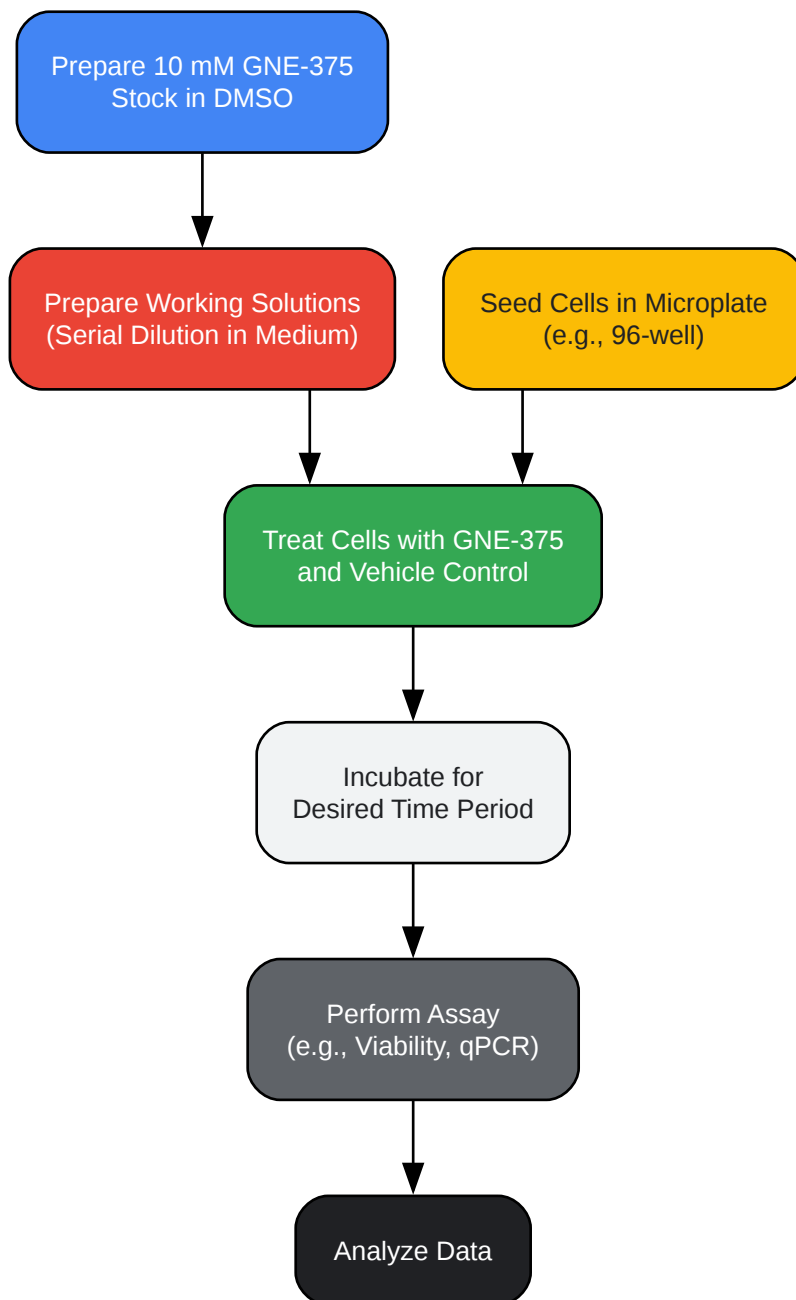 Prepare 10 mM GNE-375
Stock in DMSO
Prepare Working Solutions
(Serial Dilution in Medium)
Seed Cells in Microplate
(e.g., 96-well)
Treat Cells with GNE-375
and Vehicle Control
Incubate for
Desired Time Period
Perform Assay
(e.g., Viability, qPCR)
Analyze Data